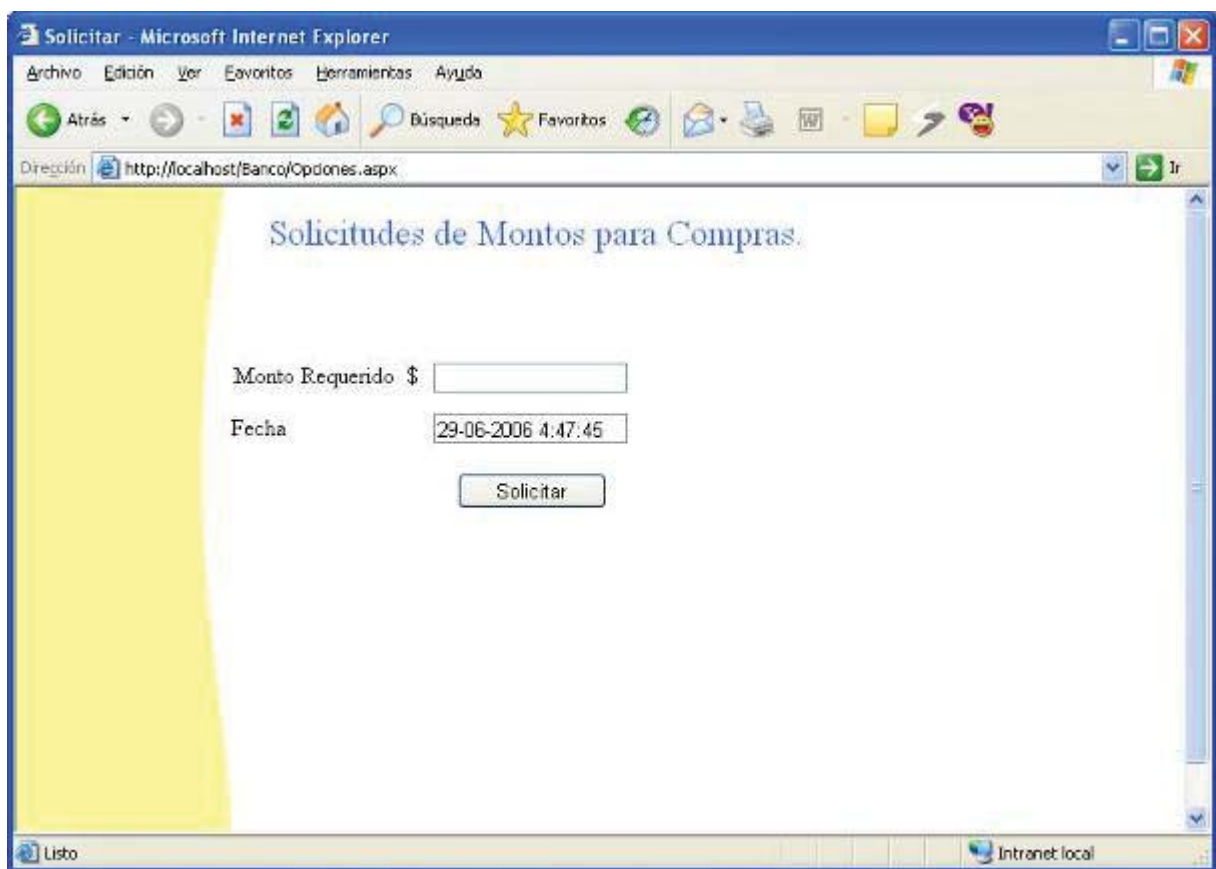 Solicitar - Microsoft Internet Explorer
Archivo Edición Ver Favoritos Herramientas Ayuda
Atrás Búsqueda Favoritos
Dirección http://localhost/Banco/Opciones.aspx Ir
Solicitudes de Montos para Compras.
Monto Requerido $
Fecha 29-06-2006 4:47:45
Solicitar
Listo Intranet local